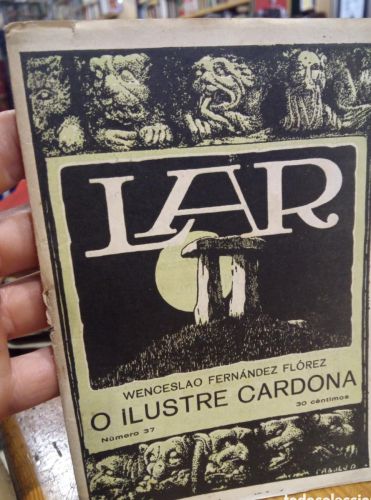 LAR
WENCESLAO FERNÁNDEZ FLÓREZ
O ILUSTRE CARDONA
Número 37
30 céntimos